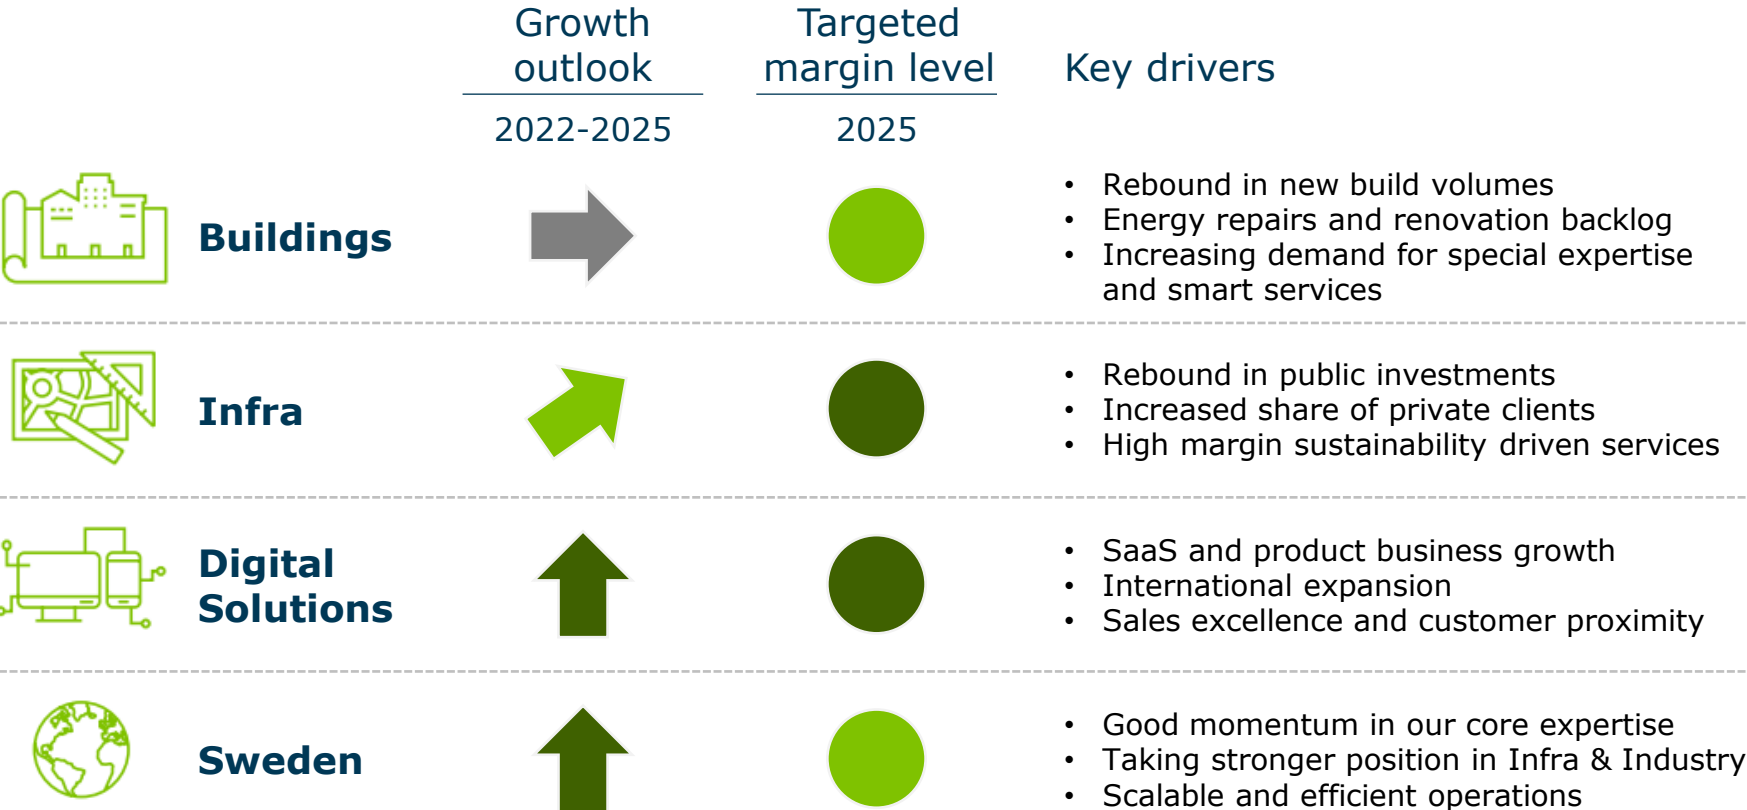 Growth
outlook
2022-2025
Targeted
margin level
2025
Key drivers
Buildings
• Rebound in new build volumes
• Energy repairs and renovation backlog
• Increasing demand for special expertise
and smart services
Infra
• Rebound in public investments
• Increased share of private clients
• High margin sustainability driven services
Digital
Solutions
• SaaS and product business growth
• International expansion
• Sales excellence and customer proximity
Sweden
• Good momentum in our core expertise
• Taking stronger position in Infra & Industry
• Scalable and efficient operations